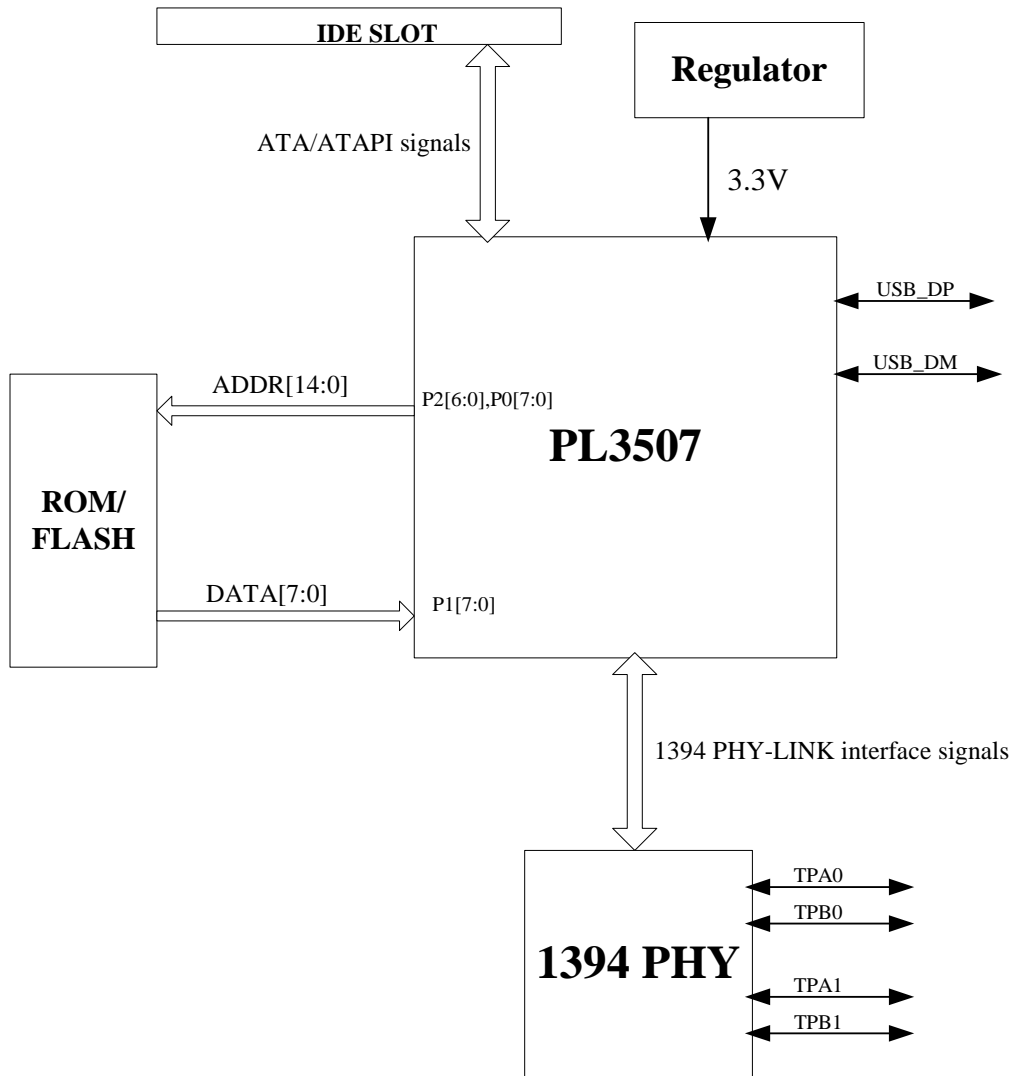 IDE SLOT
Regulator
ATA/ATAPI signals
3.3V
USB_DP
USB_DM
ADDR[14:0]
P2[6:0],P0[7:0]
PL3507
ROM/
FLASH
DATA[7:0]
P1[7:0]
1394 PHY-LINK interface signals
TPA0
TPB0
1394 PHY
TPA1
TPB1